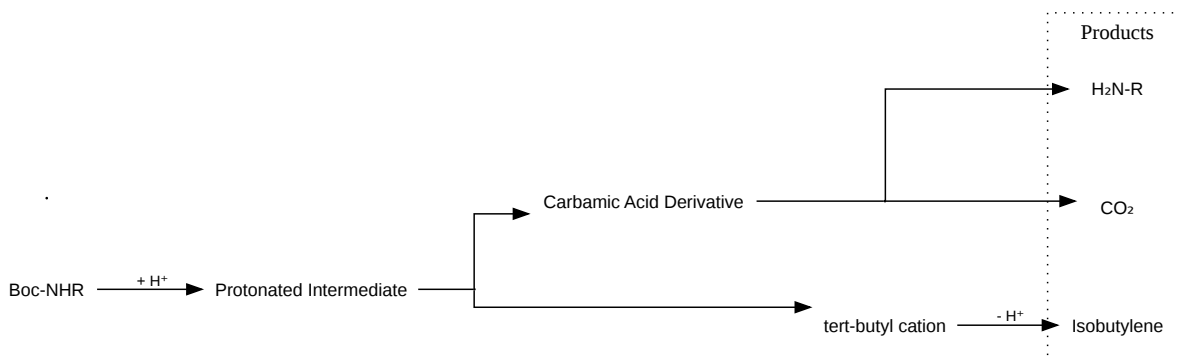 Products
H₂N-R
Carbamic Acid Derivative
CO₂
+ H⁺
Boc-NHR
Protonated Intermediate
- H⁺
tert-butyl cation
Isobutylene